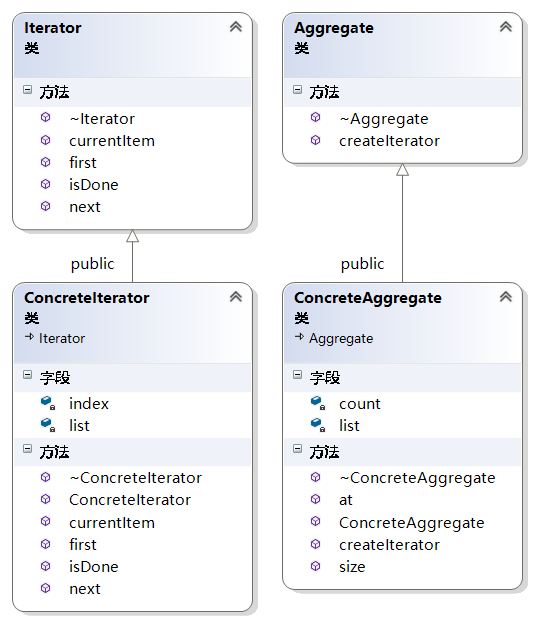 Iterator
类
方法
~Iterator
currentItem
first
isDone
next
Aggregate
类
方法
~Aggregate
createIterator
public
public
ConcreteIterator
类
Iterator
字段
index
list
方法
~ConcreteIterator
ConcreteIterator
currentItem
first
isDone
next
ConcreteAggregate
类
Aggregate
字段
count
list
方法
~ConcreteAggregate
at
ConcreteAggregate
createIterator
size